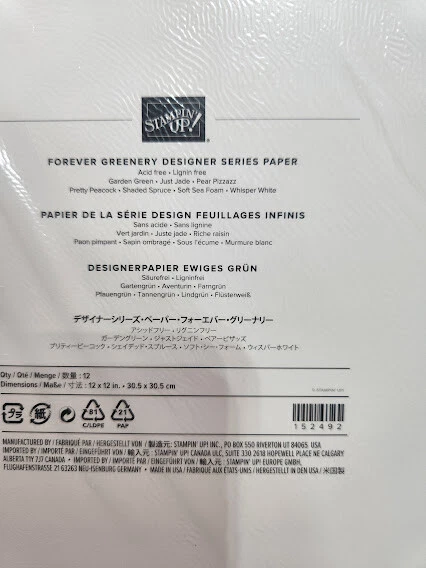 STAMPIN' UP!
FOREVER GREENERY DESIGNER SERIES PAPER
Acid free • Lignin free
Garden Green • Just Jade • Pear Pizzazz
Pretty Peacock • Shaded Spruce • Soft Sea Foam • Whisper White
PAPIER DE LA SÉRIE DESIGN FEUILLAGES INFINIS
Sans acide • Sans lignine
Vert jardin • Juste jade • Riche raisin
Paon pimpant • Sapin ombragé • Sous l'écume • Murmure blanc
DESIGNERPAPIER EWIGES GRÜN
Säurefrei • Ligninfrei
Gartengrün • Aventurin • Farngrün
Pfauengrün • Tannengrün • Lindgrün • Flüsterweiß
デザイナーシリーズ・ペーパー・フォーエバー・グリーナリー
アシッドフリー・リグニンフリー
ガーデングリーン・ジャストジェイド・ペアーピザッズ
プリティーピーコック・シェイデッド・スプルース・ソフト・シー・フォーム・ウィスパーホワイト
Qty / Qté / Menge / 数量 : 12
Dimensions / Maße / 寸法 : 12 x 12 in. • 30.5 x 30.5 cm
© STAMPIN' UP!
プラ 紙 81 C/LDPE 21 PAP
152492
MANUFACTURED BY / FABRIQUÉ PAR / HERGESTELLT VON / 製造元: STAMPIN' UP! INC., PO BOX 550 RIVERTON UT 84065. USA
IMPORTED BY / IMPORTÉ PAR / EINGEFÜHRT VON / 輸入元 : STAMPIN' UP! CANADA ULC, SUITE 330 2618 HOPEWELL PLACE NE CALGARY
ALBERTA T1Y 7J7 CANADA • IMPORTED BY / IMPORTÉ PAR / EINGEFÜHRT VON / 輸入元 : STAMPIN' UP! EUROPE GMBH,
FLUGHAFENSTRASSE 21 63263 NEU-ISENBURG GERMANY • MADE IN USA / FABRIQUÉ AUX ÉTATS-UNIS / HERGESTELLT IN DEN USA / 米国製